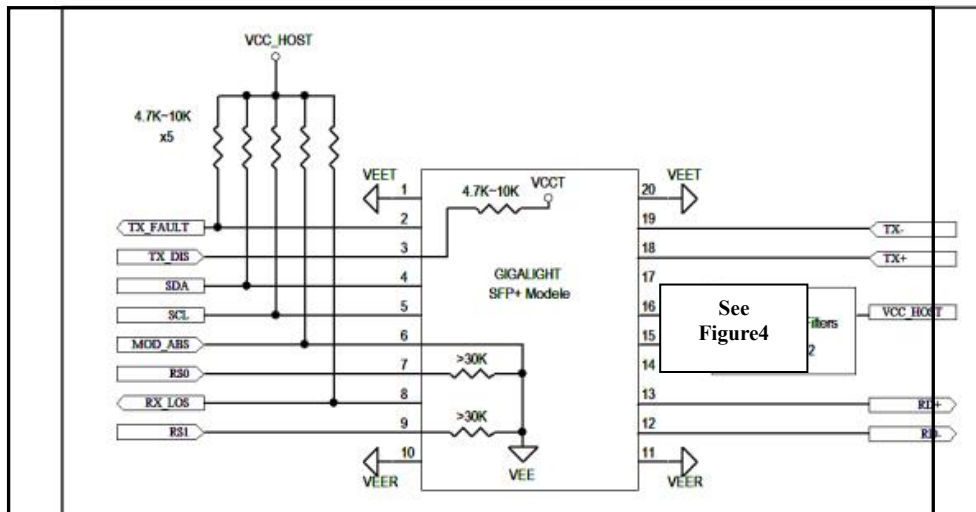 VCC_HOST
4.7K~10K
x5
VEET
1
4.7K~10K
VCCT
20
VEET
TX_FAULT
2
19
TX-
TX_DIS
3
18
TX+
SDA
4
GIGALIGHT
SFP+ Modele
17
SCL
5
16
See
Figure4
Filters
2
VCC_HOST
MOD_ABS
6
15
RS0
7
>30K
14
RX_LOS
8
13
RD+
RS1
9
>30K
12
RD-
10
VEER
VEE
11
VEER